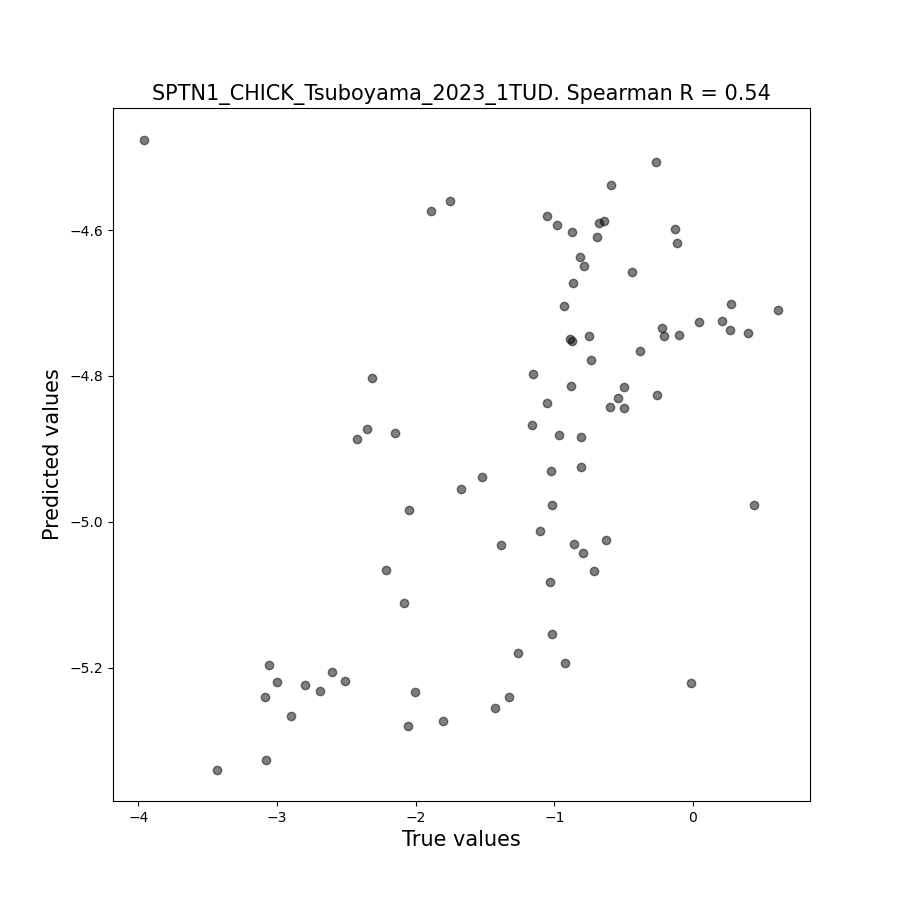 SPTN1_CHICK_Tsuboyama_2023_1TUD. Spearman R = 0.54
Predicted values
−4.6
−4.8
−5.0
−5.2
−4 −3 −2 −1 0
True values